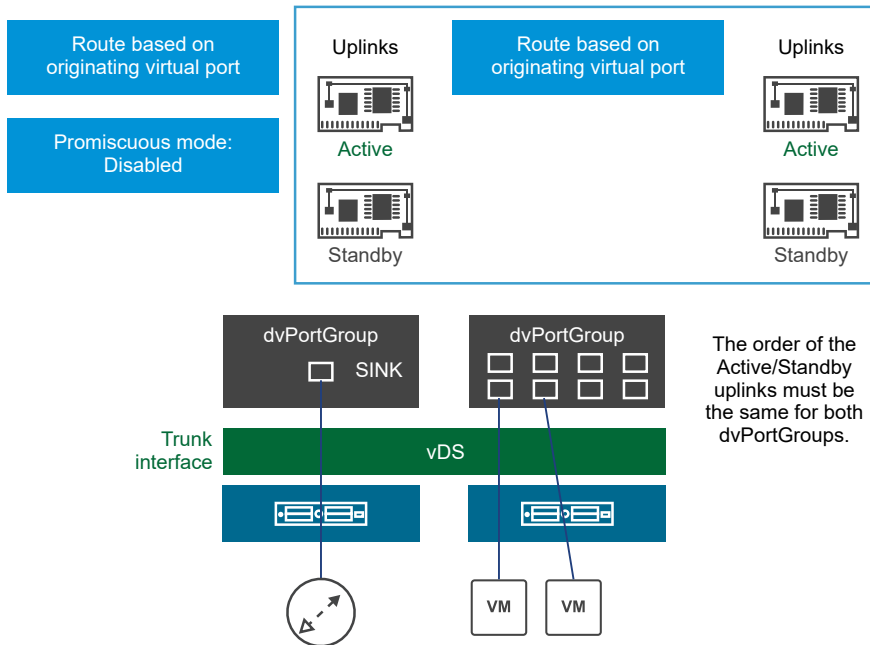 Route based on
originating virtual port
Promiscuous mode:
Disabled
Uplinks
Active
Standby
Route based on
originating virtual port
Uplinks
Active
Standby
dvPortGroup
SINK
dvPortGroup
The order of the
Active/Standby
uplinks must be
the same for both
dvPortGroups.
Trunk
interface
vDS
VM
VM